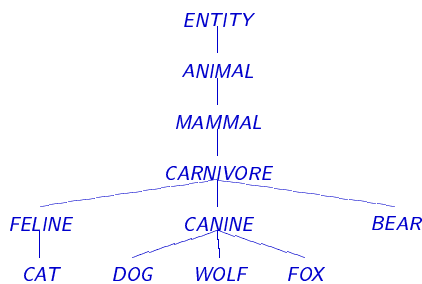 ENTITY
ANIMAL
MAMMAL
CARNIVORE
FELINE CANINE BEAR
CAT DOG WOLF FOX